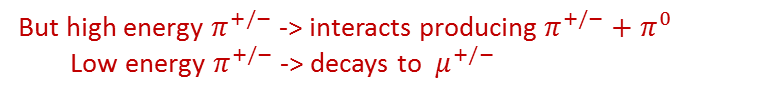 But high energy π⁺/⁻ -> interacts producing π⁺/⁻ + π⁰
Low energy π⁺/⁻ -> decays to μ⁺/⁻